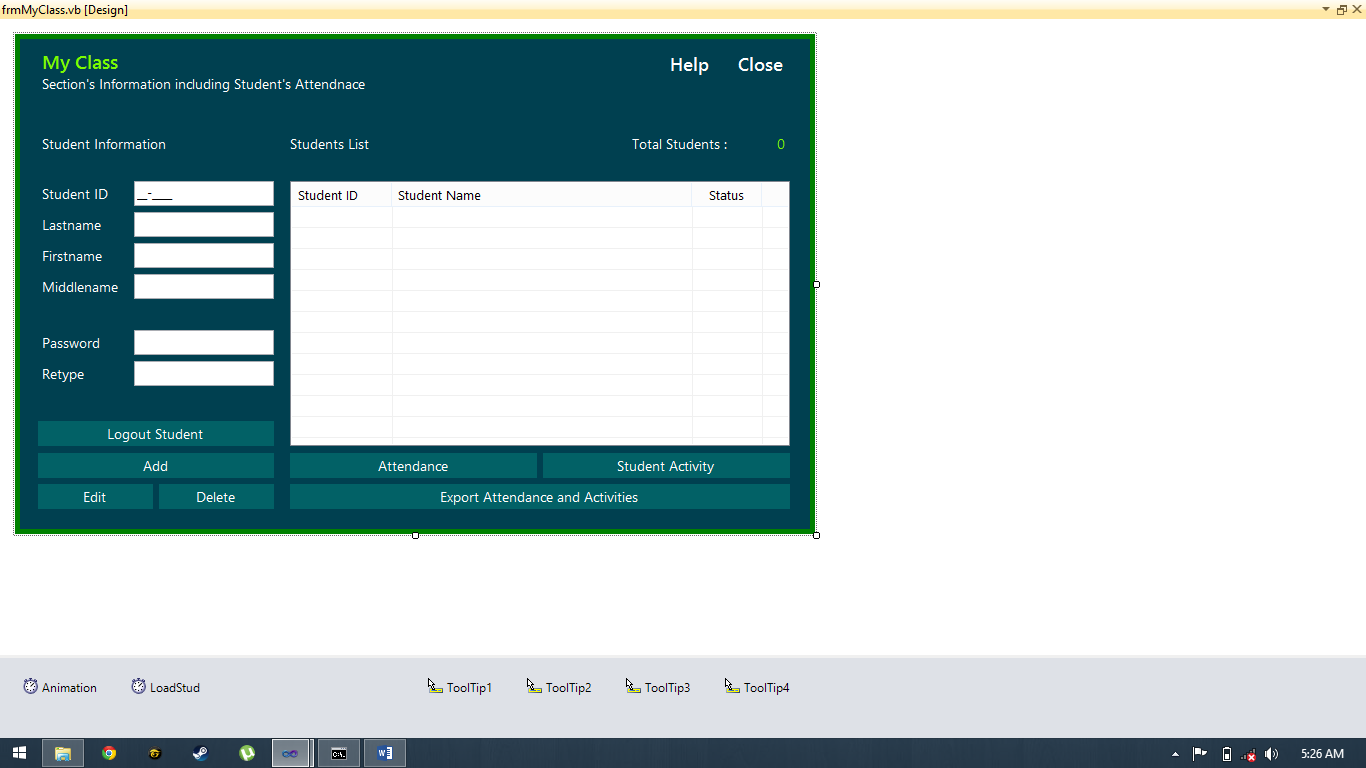 frmMyClass.vb [Design]
My Class
Help Close
Section's Information including Student's Attendnace
Student Information Students List Total Students : 0
Student ID __-____
Lastname
Firstname
Middlename
Password
Retype
Student ID Student Name Status
Logout Student
Add
Edit Delete
Attendance Student Activity
Export Attendance and Activities
Animation LoadStud ToolTip1 ToolTip2 ToolTip3 ToolTip4
5:26 AM